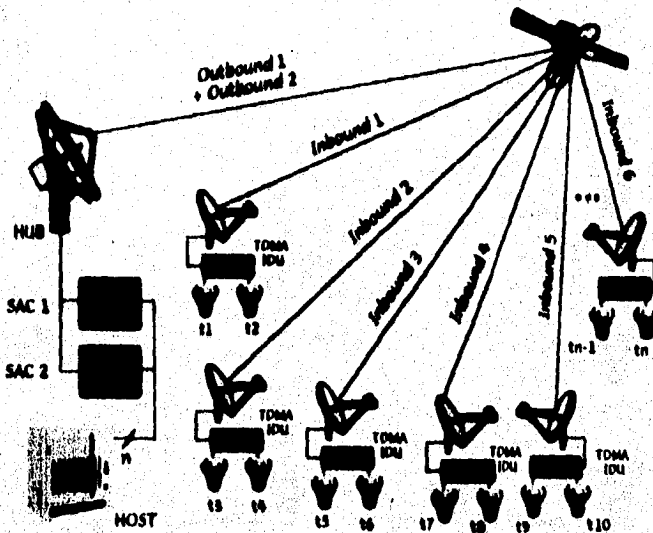 Outbound 1
+ Outbound 2
Inbound 1
Inbound 2
Inbound 3
Inbound 4
Inbound 5
Inbound 6
...
HUB
TDMA
IDU
t1 t2
tn-1 tn
SAC 1
SAC 2
n
HOST
TDMA
IDU
t3 t4
TDMA
IDU
t5 t6
TDMA
IDU
t7 t8
TDMA
IDU
t9 t10